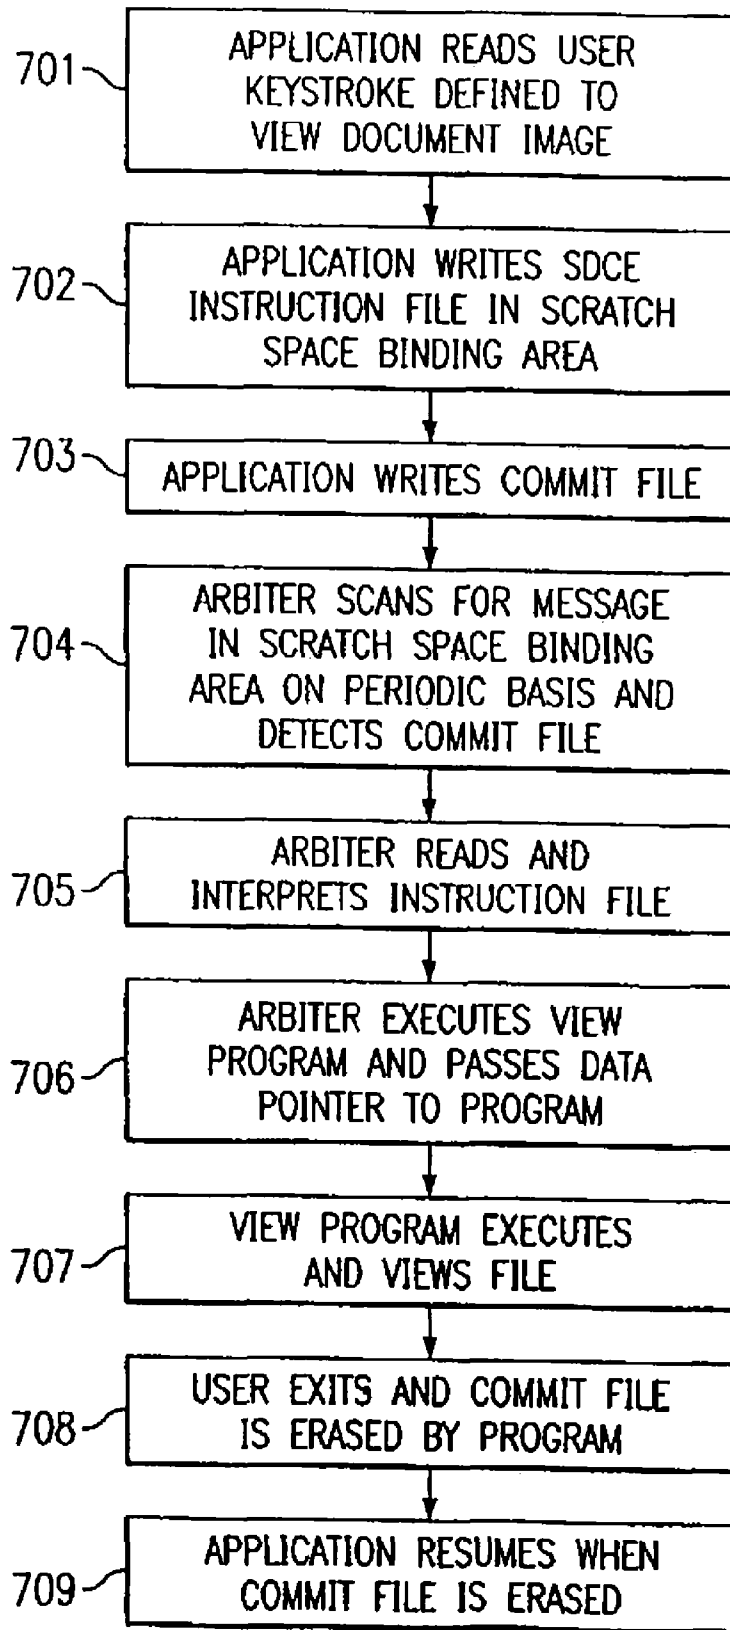 701
APPLICATION READS USER
KEYSTROKE DEFINED TO
VIEW DOCUMENT IMAGE
702
APPLICATION WRITES SDCE
INSTRUCTION FILE IN SCRATCH
SPACE BINDING AREA
703
APPLICATION WRITES COMMIT FILE
704
ARBITER SCANS FOR MESSAGE
IN SCRATCH SPACE BINDING
AREA ON PERIODIC BASIS AND
DETECTS COMMIT FILE
705
ARBITER READS AND
INTERPRETS INSTRUCTION FILE
706
ARBITER EXECUTES VIEW
PROGRAM AND PASSES DATA
POINTER TO PROGRAM
707
VIEW PROGRAM EXECUTES
AND VIEWS FILE
708
USER EXITS AND COMMIT FILE
IS ERASED BY PROGRAM
709
APPLICATION RESUMES WHEN
COMMIT FILE IS ERASED